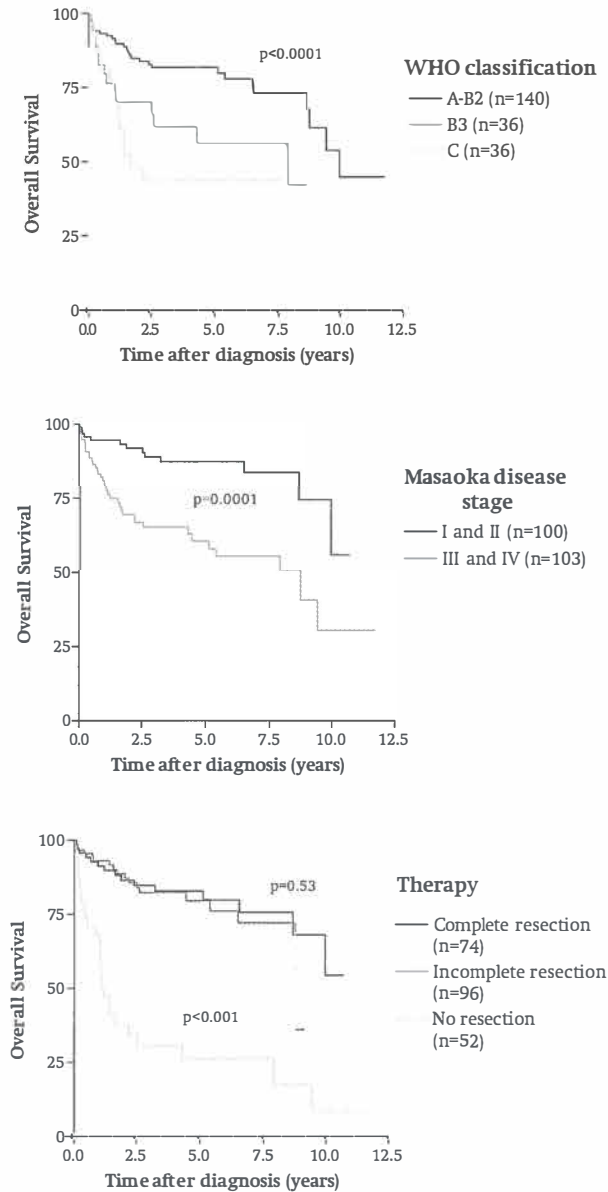 100
75
50
25
0
Overall Survival
0.0 2.5 5.0 7.5 10.0 12.5
Time after diagnosis (years)
p<0.0001
WHO classification
A-B2 (n=140)
B3 (n=36)
C (n=36)
100
75
50
25
0
Overall Survival
0.0 2.5 5.0 7.5 10.0 12.5
Time after diagnosis (years)
p=0.0001
Masaoka disease
stage
I and II (n=100)
III and IV (n=103)
100
75
50
25
0
Overall Survival
0.0 2.5 5.0 7.5 10.0 12.5
Time after diagnosis (years)
p=0.53
p<0.001
Therapy
Complete resection
(n=74)
Incomplete resection
(n=96)
No resection
(n=52)